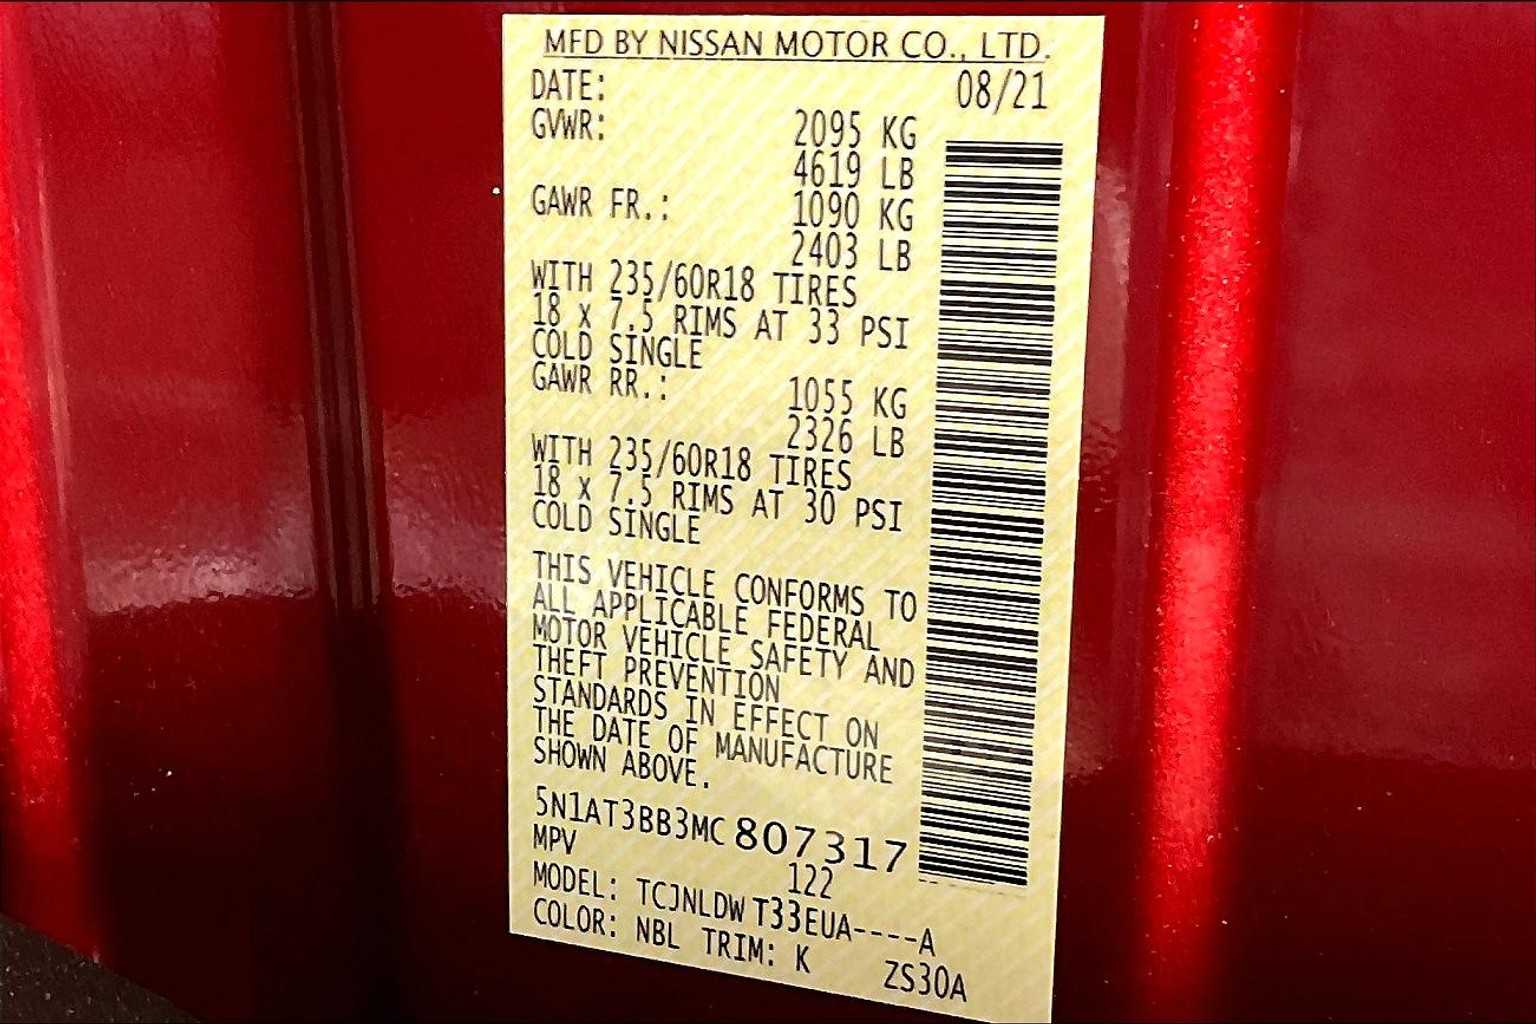 MFD BY NISSAN MOTOR CO., LTD.
DATE: 08/21
GVWR: 2095 KG
4619 LB
GAWR FR.: 1090 KG
2403 LB
WITH 235/60R18 TIRES
18 x 7.5 RIMS AT 33 PSI
COLD SINGLE
GAWR RR.: 1055 KG
2326 LB
WITH 235/60R18 TIRES
18 x 7.5 RIMS AT 30 PSI
COLD SINGLE
THIS VEHICLE CONFORMS TO
ALL APPLICABLE FEDERAL
MOTOR VEHICLE SAFETY AND
THEFT PREVENTION
STANDARDS IN EFFECT ON
THE DATE OF MANUFACTURE
SHOWN ABOVE.
5N1AT3BB3MC807317
MPV 122
MODEL: TCJNLDWT33EUA----A
COLOR: NBL TRIM: K ZS30A